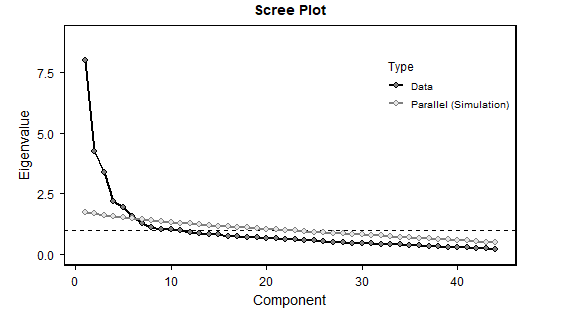 Scree Plot
Type
Data
Parallel (Simulation)
Eigenvalue
7.5
5.0
2.5
0.0
0 10 20 30 40
Component